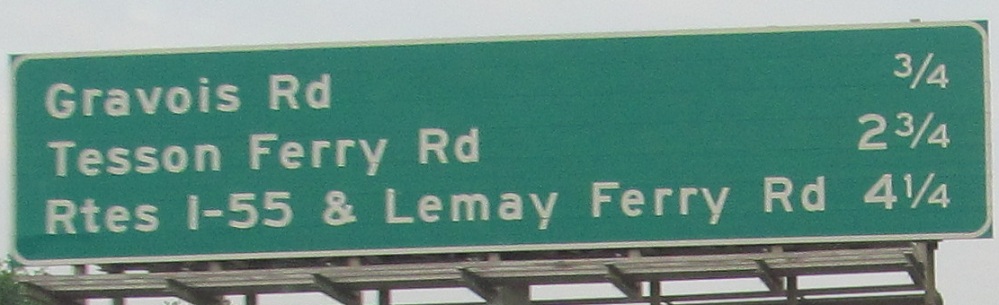 Gravois Rd 3/4
Tesson Ferry Rd 2 3/4
Rtes I-55 & Lemay Ferry Rd 4 1/4